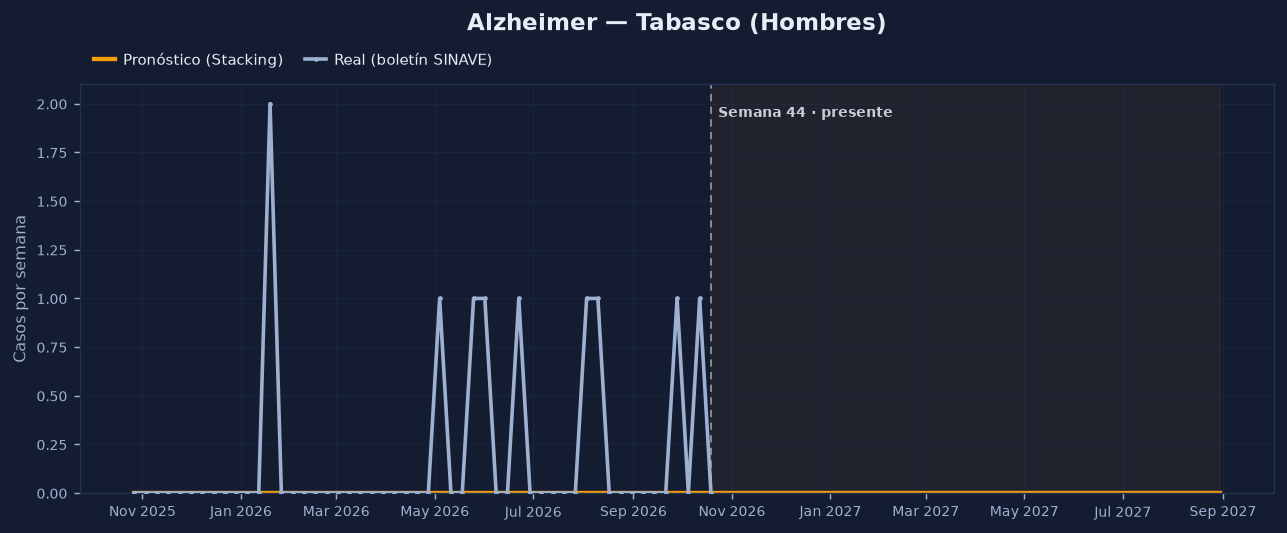 Alzheimer — Tabasco (Hombres)
Pronóstico (Stacking)
Real (boletín SINAVE)
Casos por semana
2.00
1.75
1.50
1.25
1.00
0.75
0.50
0.25
0.00
Semana 44 · presente
Nov 2025
Jan 2026
Mar 2026
May 2026
Jul 2026
Sep 2026
Nov 2026
Jan 2027
Mar 2027
May 2027
Jul 2027
Sep 2027